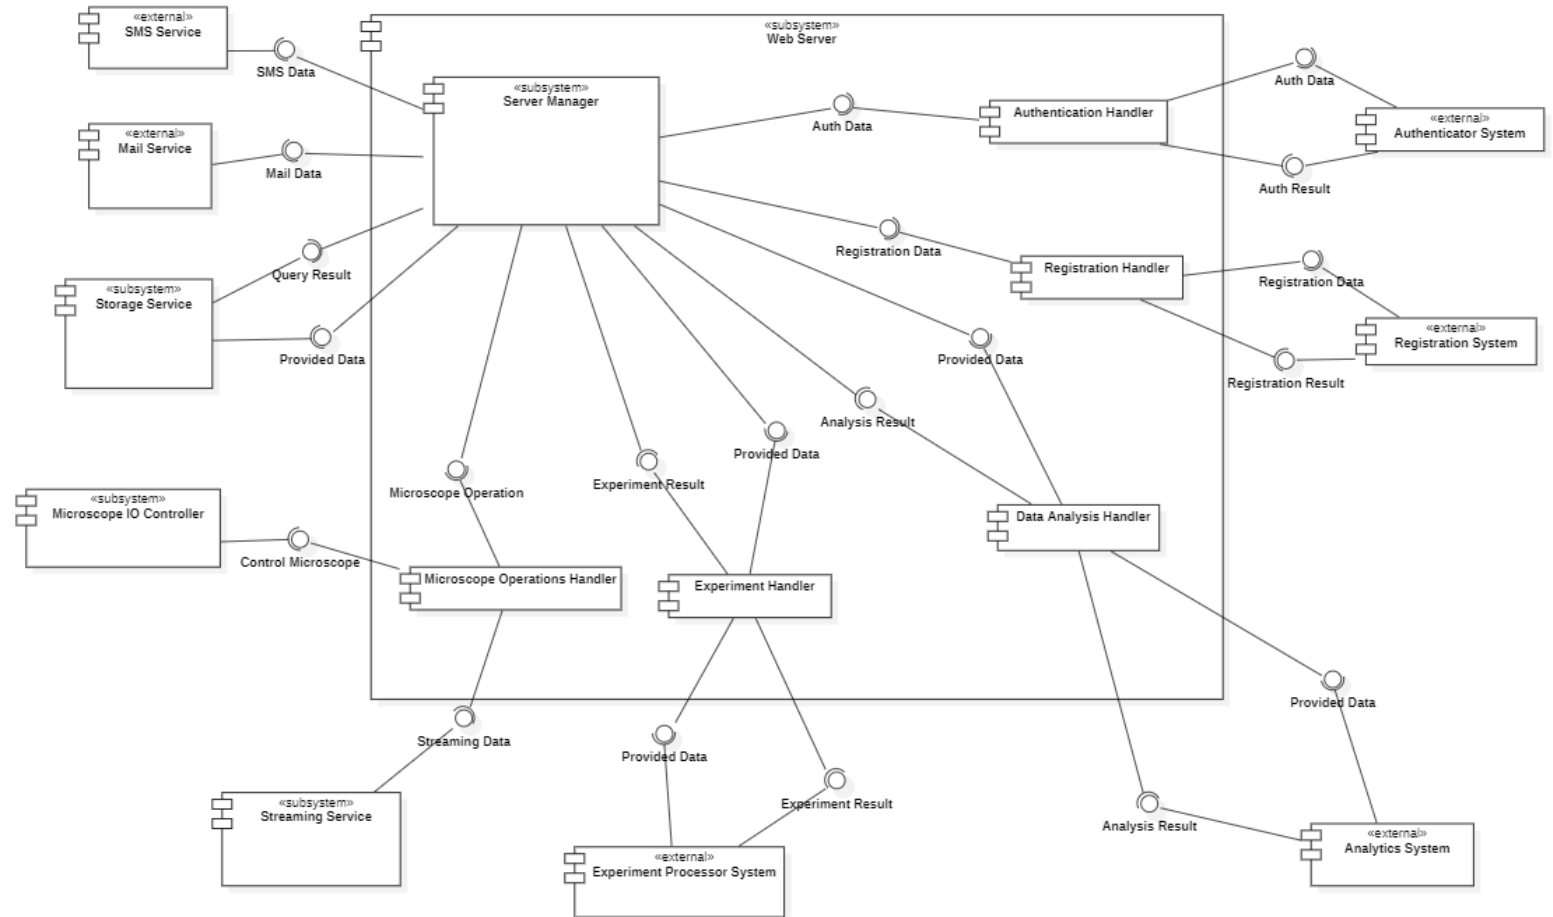 «external»
SMS Service
SMS Data
«subsystem»
Web Server
«subsystem»
Server Manager
Auth Data
Authentication Handler
Auth Data
«external»
Authenticator System
Auth Result
«external»
Mail Service
Mail Data
Registration Data
Registration Handler
Registration Data
«external»
Registration System
Registration Result
Query Result
«subsystem»
Storage Service
Provided Data
Provided Data
Analysis Result
Provided Data
Experiment Result
Microscope Operation
«subsystem»
Microscope IO Controller
Control Microscope
Data Analysis Handler
Microscope Operations Handler
Experiment Handler
Streaming Data
Provided Data
Experiment Result
Provided Data
Analysis Result
«subsystem»
Streaming Service
«external»
Experiment Processor System
«external»
Analytics System